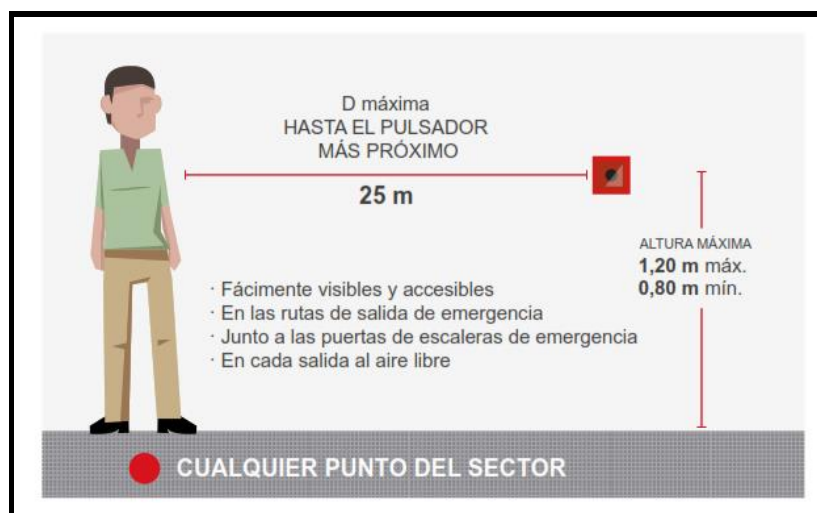 D máxima
HASTA EL PULSADOR
MÁS PRÓXIMO
25 m
ALTURA MÁXIMA
1,20 m máx.
0,80 m mín.
· Fácimente visibles y accesibles
· En las rutas de salida de emergencia
· Junto a las puertas de escaleras de emergencia
· En cada salida al aire libre
CUALQUIER PUNTO DEL SECTOR